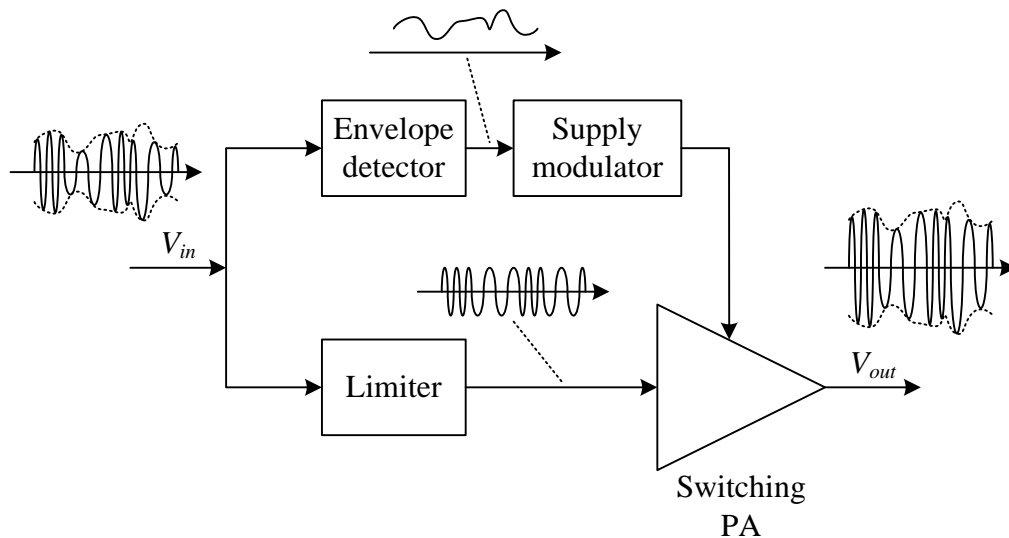 Envelope
detector
Supply
modulator
V_in
Limiter
V_out
Switching
PA